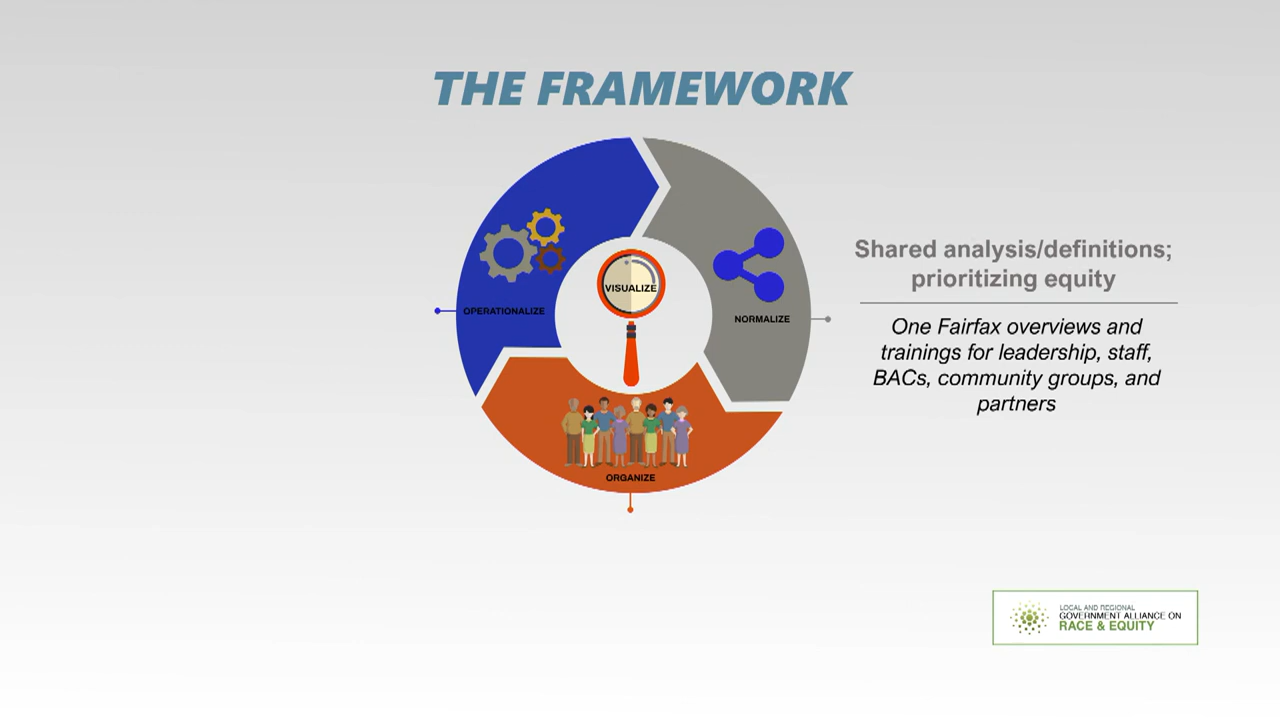 THE FRAMEWORK
VISUALIZE
OPERATIONALIZE
NORMALIZE
ORGANIZE
Shared analysis/definitions;
prioritizing equity
One Fairfax overviews and
trainings for leadership, staff,
BACs, community groups, and
partners
LOCAL AND REGIONAL
GOVERNMENT ALLIANCE ON
RACE & EQUITY